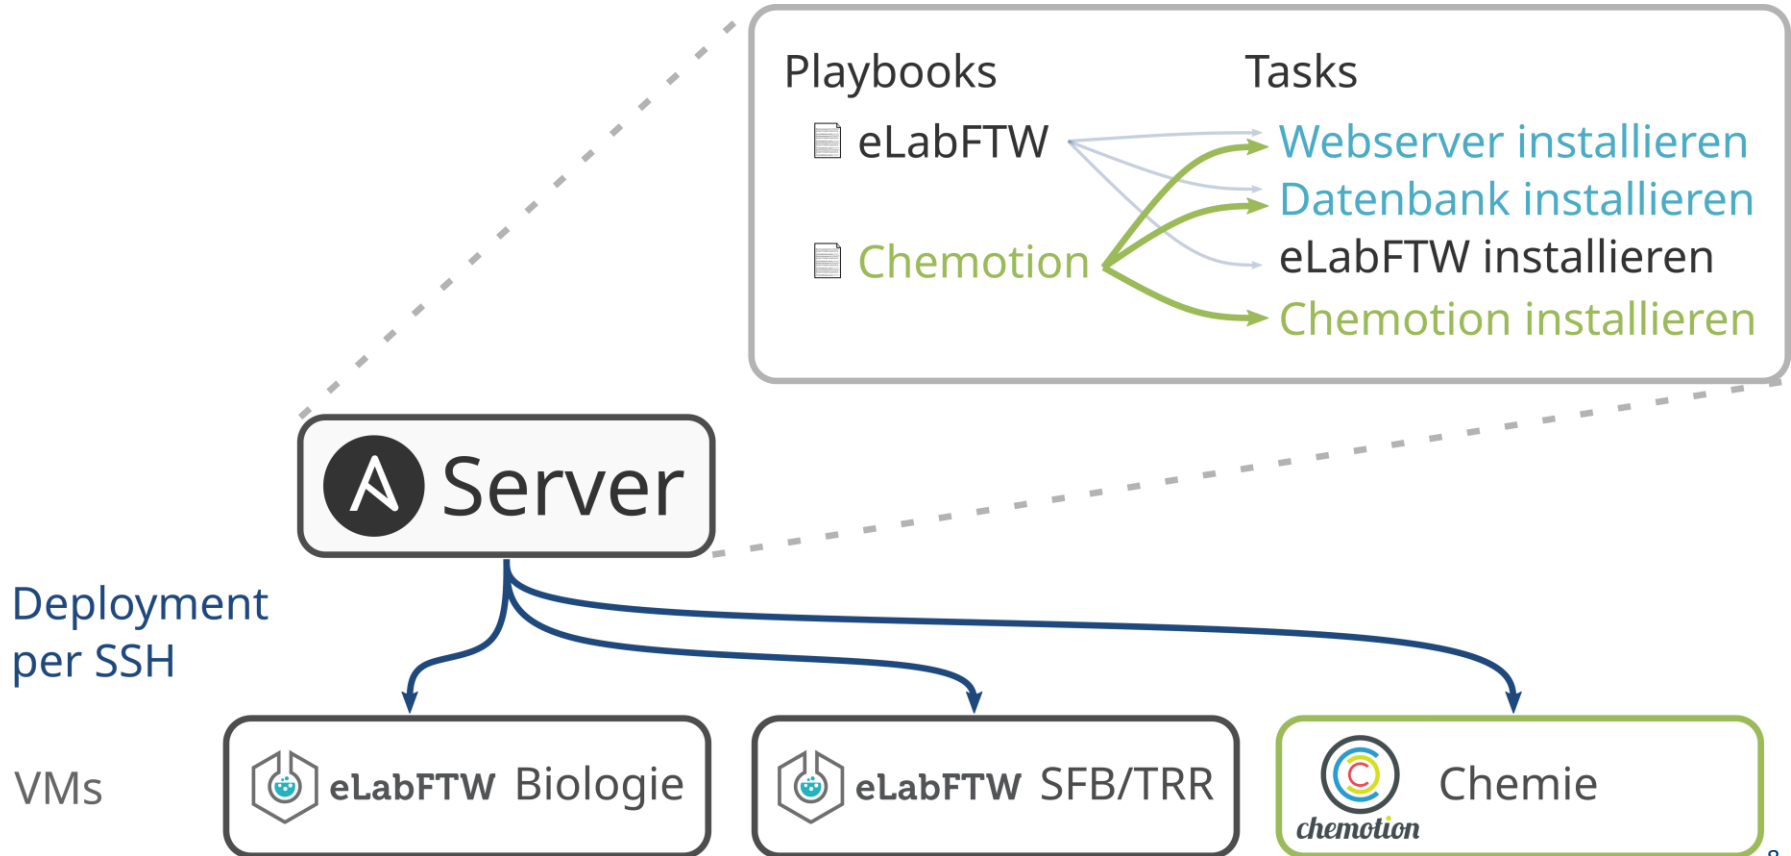 Playbooks
Tasks
eLabFTW
Webserver installieren
Datenbank installieren
Chemotion
eLabFTW installieren
Chemotion installieren
Server
Deployment
per SSH
VMs
eLabFTW Biologie
eLabFTW SFB/TRR
chemotion
Chemie